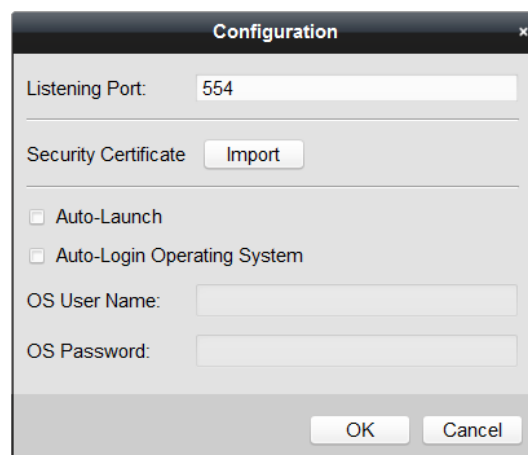 Configuration
Listening Port: 554
Security Certificate Import
Auto-Launch
Auto-Login Operating System
OS User Name:
OS Password:
OK Cancel